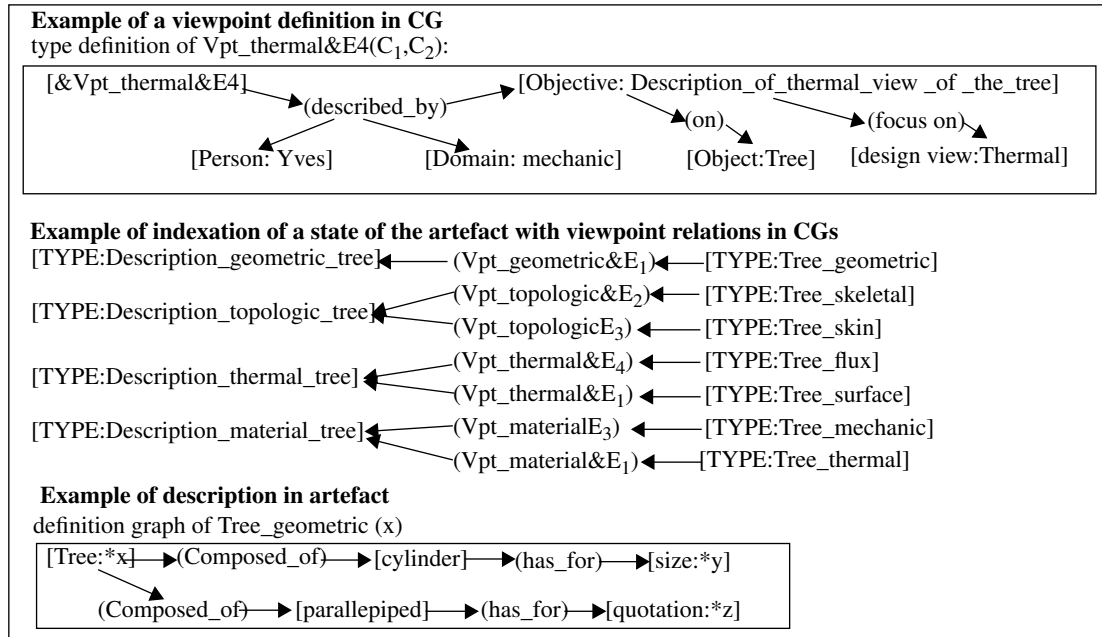 Example of a viewpoint definition in CG
type definition of Vpt_thermal&E4(C1,C2):
[&Vpt_thermal&E4] [Objective: Description_of_thermal_view _of _the_tree]
(described_by) (on) (focus on)
[Person: Yves] [Domain: mechanic] [Object:Tree] [design view:Thermal]
Example of indexation of a state of the artefact with viewpoint relations in CGs
[TYPE:Description_geometric_tree] (Vpt_geometric&E1) [TYPE:Tree_geometric]
(Vpt_topologic&E2) [TYPE:Tree_skeletal]
[TYPE:Description_topologic_tree]
(Vpt_topologicE3) [TYPE:Tree_skin]
(Vpt_thermal&E4) [TYPE:Tree_flux]
[TYPE:Description_thermal_tree]
(Vpt_thermal&E1) [TYPE:Tree_surface]
[TYPE:Description_material_tree] (Vpt_materialE3) [TYPE:Tree_mechanic]
(Vpt_material&E1) [TYPE:Tree_thermal]
Example of description in artefact
definition graph of Tree_geometric (x)
[Tree:*x] (Composed_of) [cylinder] (has_for) [size:*y]
(Composed_of) [parallepiped] (has_for) [quotation:*z]